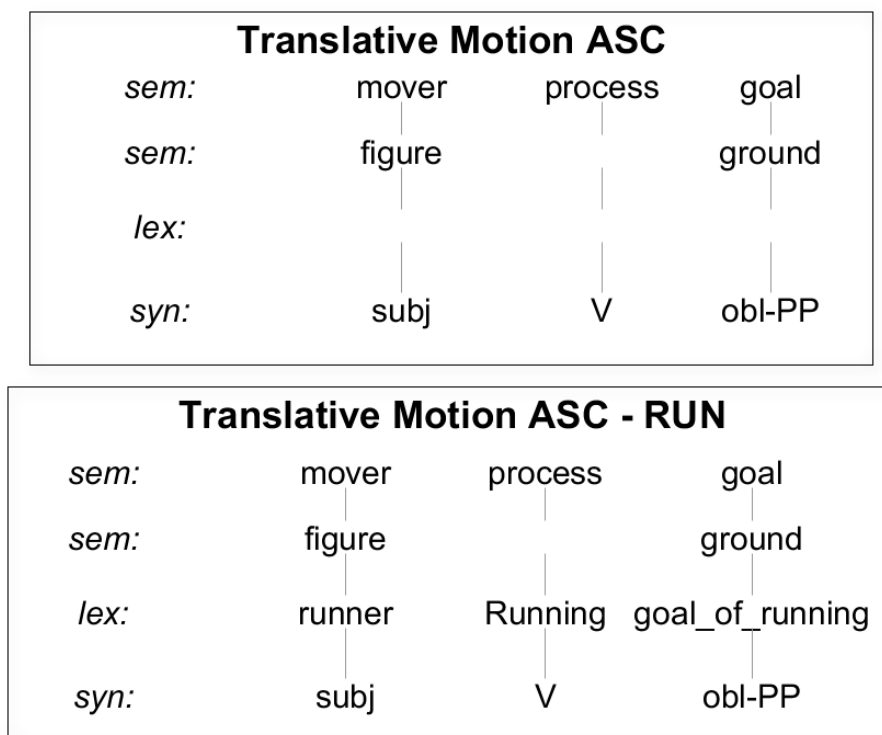 Translative Motion ASC
sem: mover process goal
sem: figure ground
lex:
syn: subj V obl-PP
Translative Motion ASC - RUN
sem: mover process goal
sem: figure ground
lex: runner Running goal_of_running
syn: subj V obl-PP